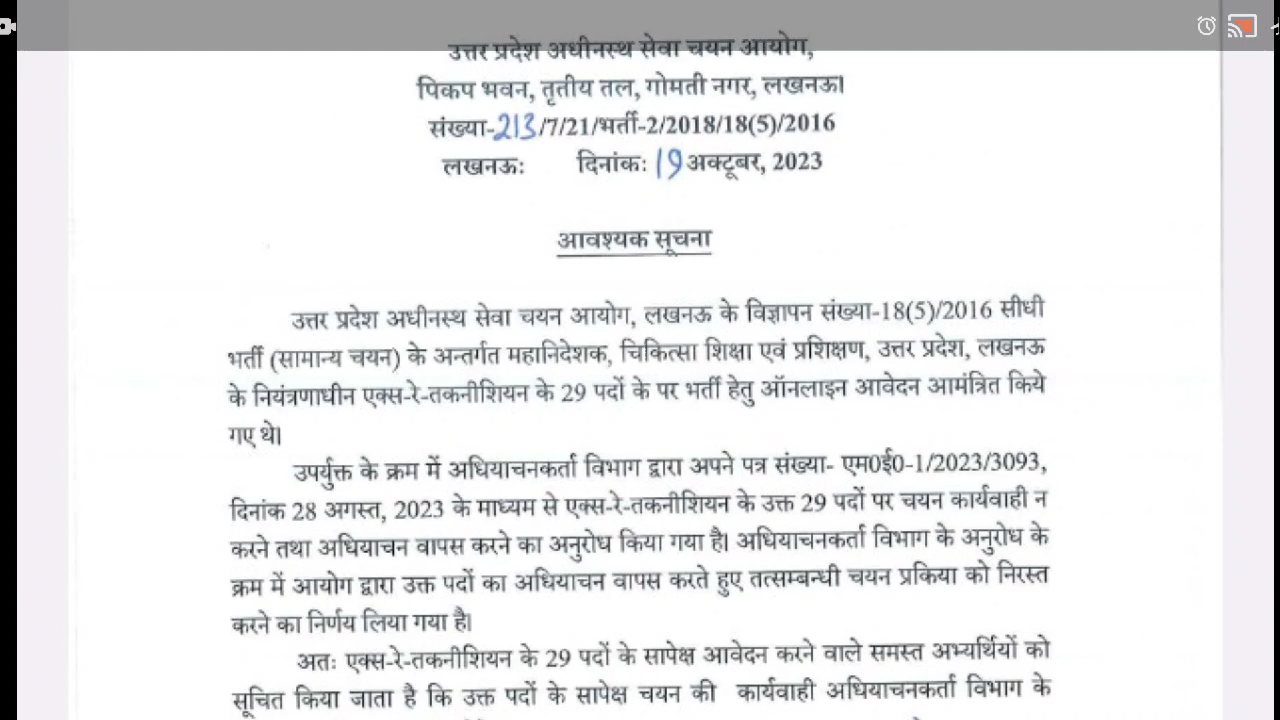 उत्तर प्रदेश अधीनस्थ सेवा चयन आयोग,
पिकप भवन, तृतीय तल, गोमती नगर, लखनऊ।
संख्या-213/7/21/भर्ती-2/2018/18(5)/2016
लखनऊः दिनांकः 19 अक्टूबर, 2023
आवश्यक सूचना
उत्तर प्रदेश अधीनस्थ सेवा चयन आयोग, लखनऊ के विज्ञापन संख्या-18(5)/2016 सीधी
भर्ती (सामान्य चयन) के अन्तर्गत महानिदेशक, चिकित्सा शिक्षा एवं प्रशिक्षण, उत्तर प्रदेश, लखनऊ
के नियंत्रणाधीन एक्स-रे-तकनीशियन के 29 पदों के पर भर्ती हेतु ऑनलाइन आवेदन आमंत्रित किये
गए थे।
उपर्युक्त के क्रम में अधियाचनकर्ता विभाग द्वारा अपने पत्र संख्या- एम0ई0-1/2023/3093,
दिनांक 28 अगस्त, 2023 के माध्यम से एक्स-रे-तकनीशियन के उक्त 29 पदों पर चयन कार्यवाही न
करने तथा अधियाचन वापस करने का अनुरोध किया गया है। अधियाचनकर्ता विभाग के अनुरोध के
क्रम में आयोग द्वारा उक्त पदों का अधियाचन वापस करते हुए तत्सम्बन्धी चयन प्रकिया को निरस्त
करने का निर्णय लिया गया है।
अतः एक्स-रे-तकनीशियन के 29 पदों के सापेक्ष आवेदन करने वाले समस्त अभ्यर्थियों को
सूचित किया जाता है कि उक्त पदों के सापेक्ष चयन की कार्यवाही अधियाचनकर्ता विभाग के